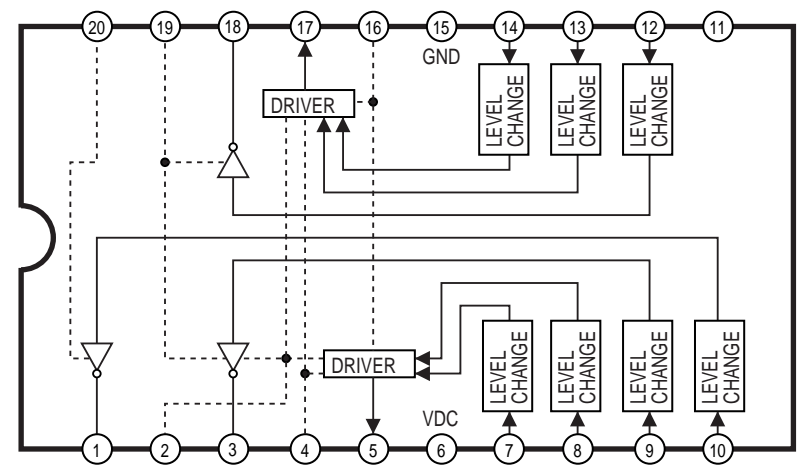 20 19 18 17 16 15 14 13 12 11
GND
DRIVER
LEVEL
CHANGE
LEVEL
CHANGE
LEVEL
CHANGE
DRIVER
LEVEL
CHANGE
LEVEL
CHANGE
LEVEL
CHANGE
LEVEL
CHANGE
VDC
1 2 3 4 5 6 7 8 9 10